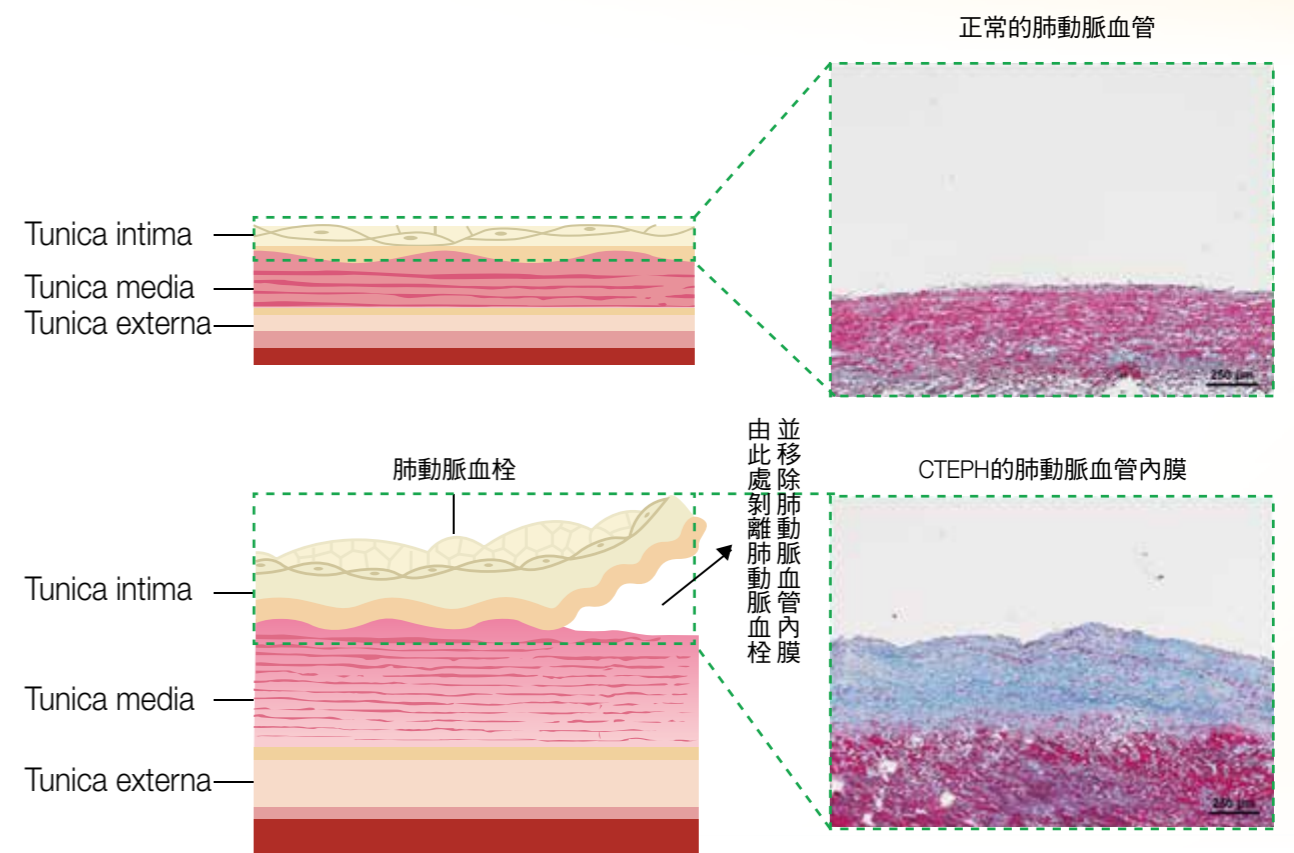 正常的肺動脈血管
Tunica intima
Tunica media
Tunica externa
250 µm
肺動脈血栓
由此處剝離肺動脈血栓
並移除肺動脈血管內膜
CTEPH的肺動脈血管內膜
Tunica intima
Tunica media
Tunica externa
250 µm